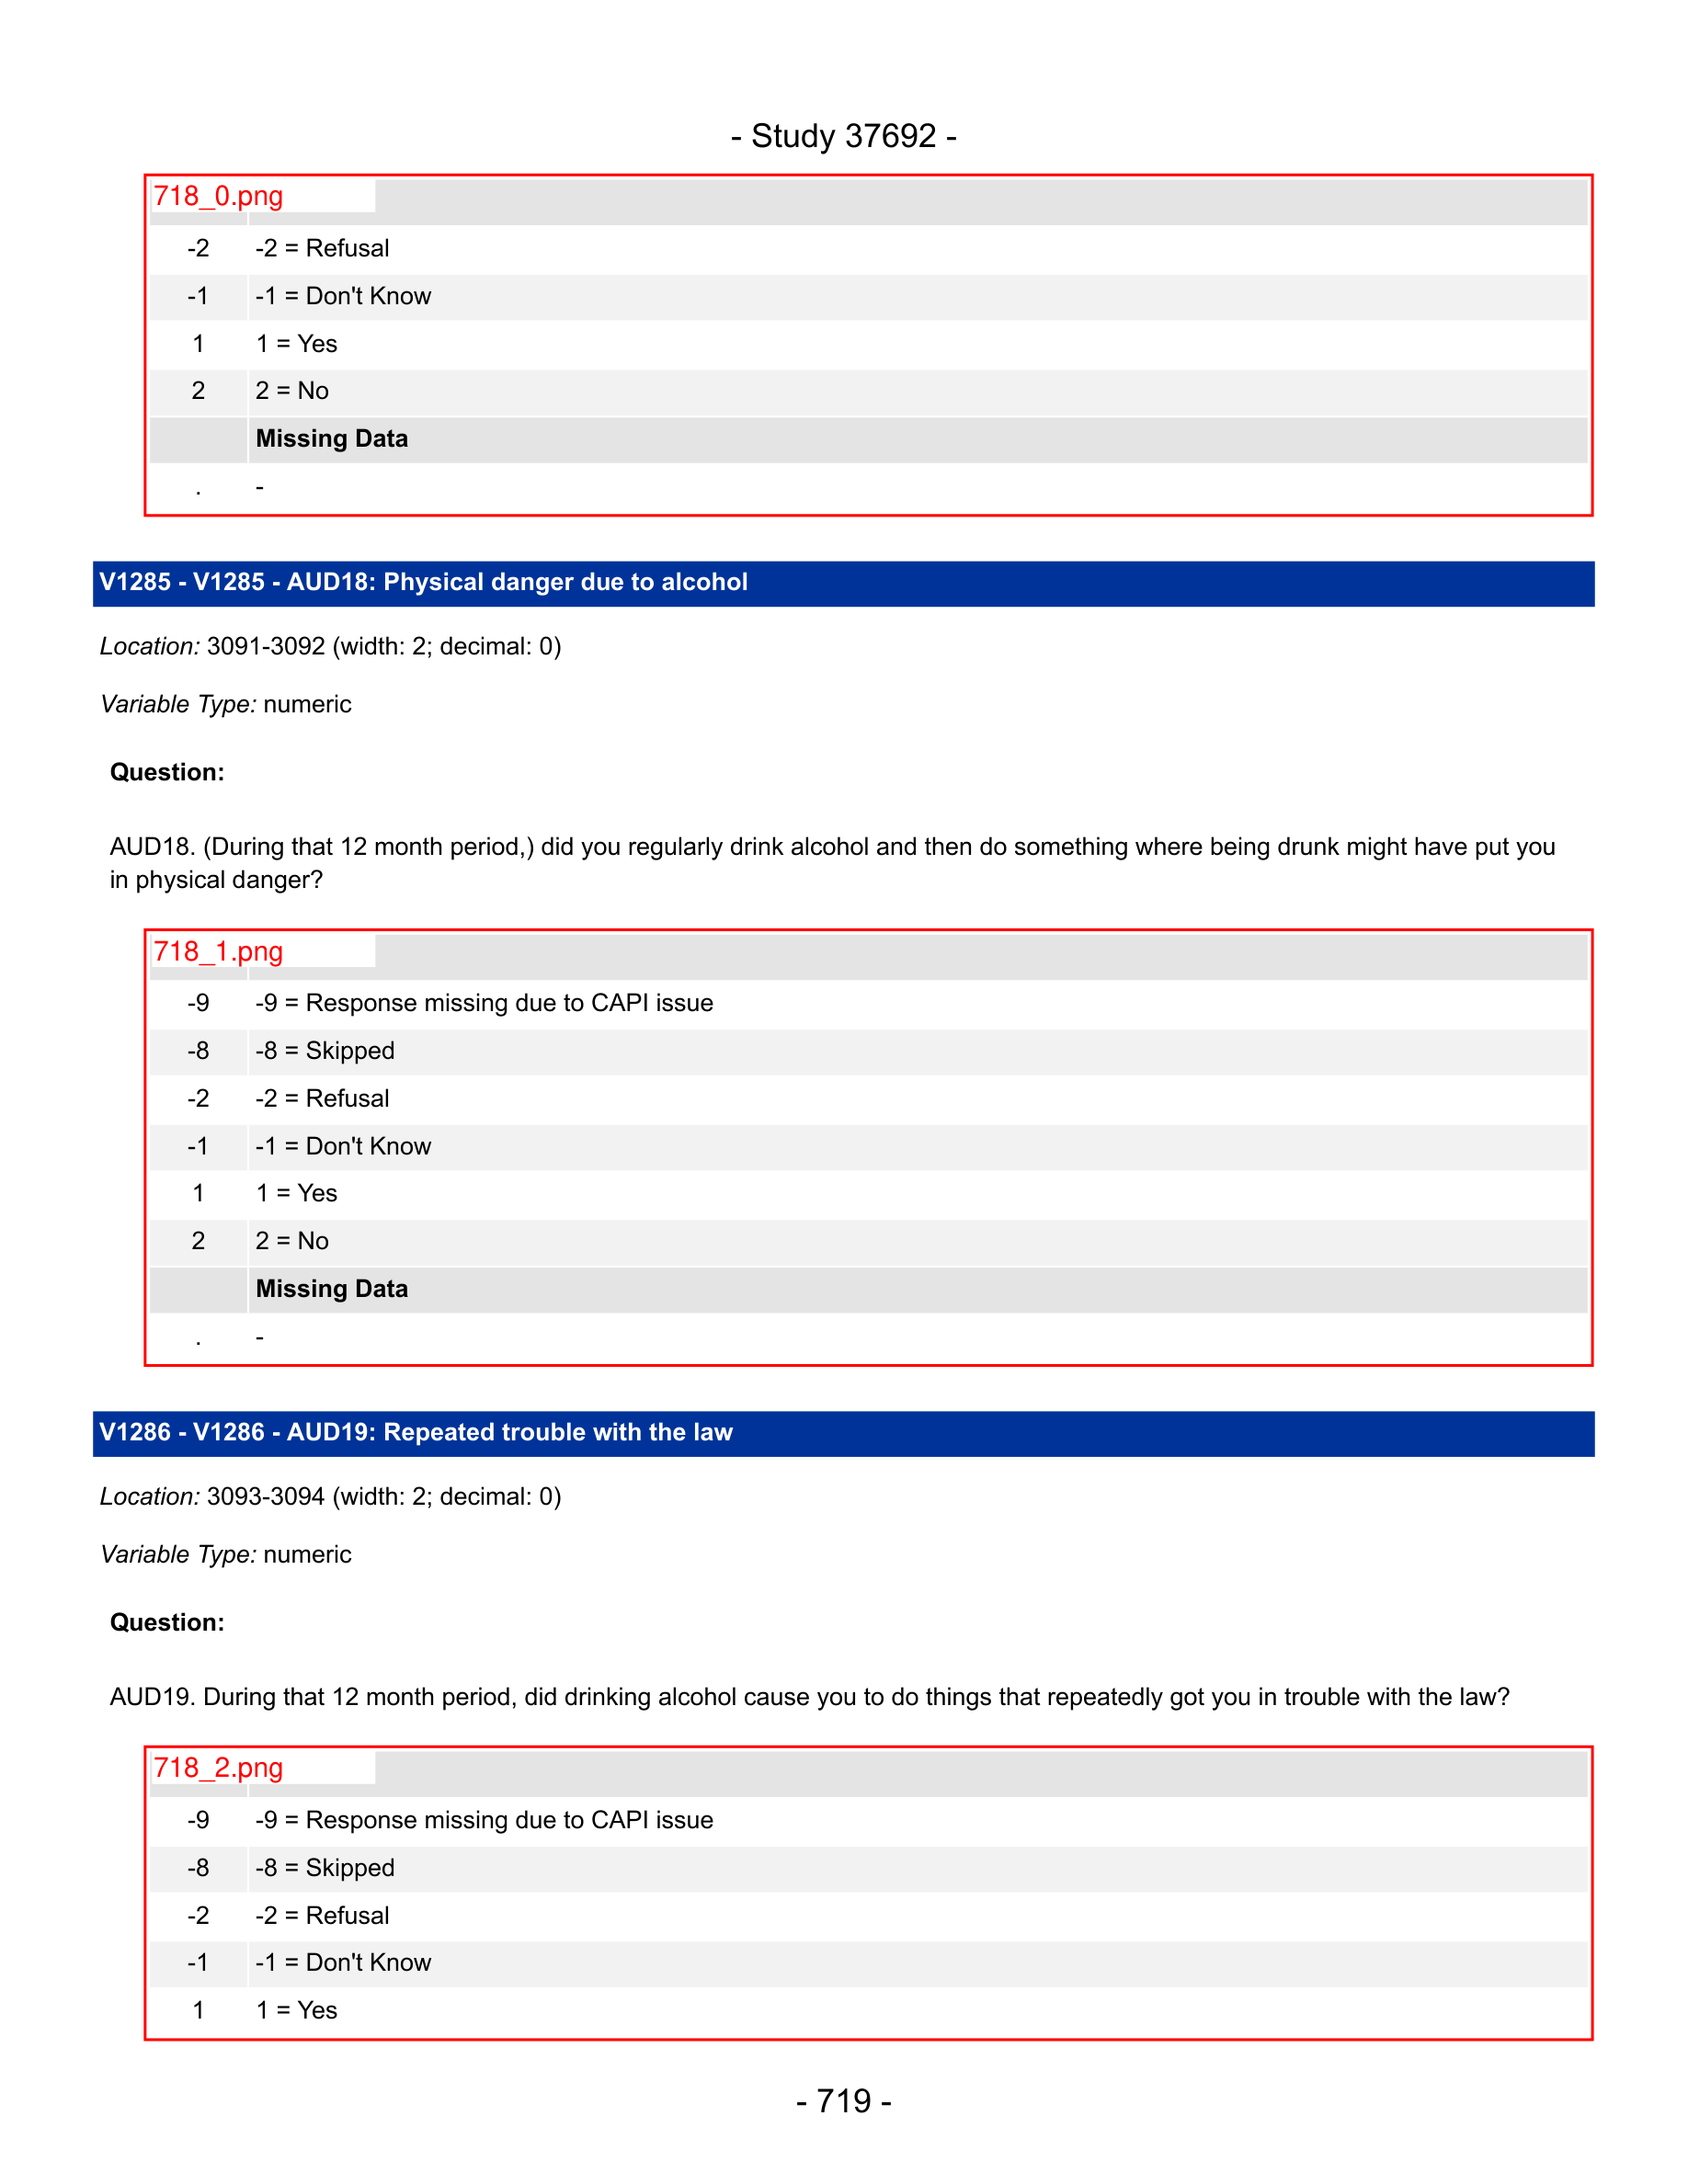 - Study 37692 -
718_0.png
-2 -2 = Refusal
-1 -1 = Don't Know
1 1 = Yes
2 2 = No
Missing Data
. -
V1285 - V1285 - AUD18: Physical danger due to alcohol
Location: 3091-3092 (width: 2; decimal: 0)
Variable Type: numeric
Question:
AUD18. (During that 12 month period,) did you regularly drink alcohol and then do something where being drunk might have put you
in physical danger?
718_1.png
-9 -9 = Response missing due to CAPI issue
-8 -8 = Skipped
-2 -2 = Refusal
-1 -1 = Don't Know
1 1 = Yes
2 2 = No
Missing Data
. -
V1286 - V1286 - AUD19: Repeated trouble with the law
Location: 3093-3094 (width: 2; decimal: 0)
Variable Type: numeric
Question:
AUD19. During that 12 month period, did drinking alcohol cause you to do things that repeatedly got you in trouble with the law?
718_2.png
-9 -9 = Response missing due to CAPI issue
-8 -8 = Skipped
-2 -2 = Refusal
-1 -1 = Don't Know
1 1 = Yes
- 719 -